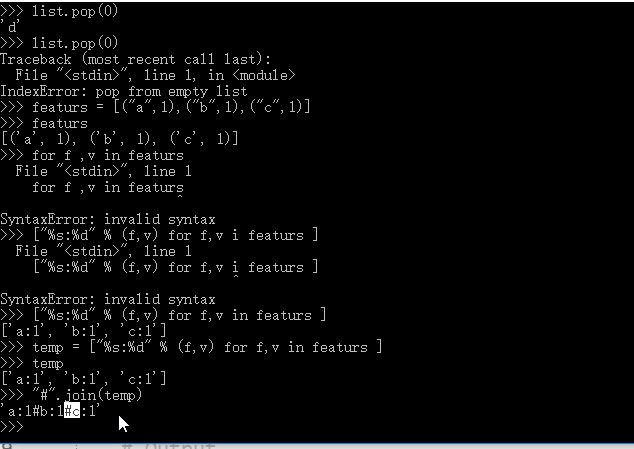 >>> list.pop(0)
'd'
>>> list.pop(0)
Traceback (most recent call last):
  File "<stdin>", line 1, in <module>
IndexError: pop from empty list
>>> featurs = [("a",1),("b",1),("c",1)]
>>> featurs
[('a', 1), ('b', 1), ('c', 1)]
>>> for f ,v in featurs
  File "<stdin>", line 1
    for f ,v in featurs
                      ^
SyntaxError: invalid syntax
>>> ["%s:%d" % (f,v) for f,v i featurs ]
  File "<stdin>", line 1
    ["%s:%d" % (f,v) for f,v i featurs ]
                             ^
SyntaxError: invalid syntax
>>> ["%s:%d" % (f,v) for f,v in featurs ]
['a:1', 'b:1', 'c:1']
>>> temp = ["%s:%d" % (f,v) for f,v in featurs ]
>>> temp
['a:1', 'b:1', 'c:1']
>>> "#".join(temp)
'a:1#b:1#c:1'
>>>
# Output